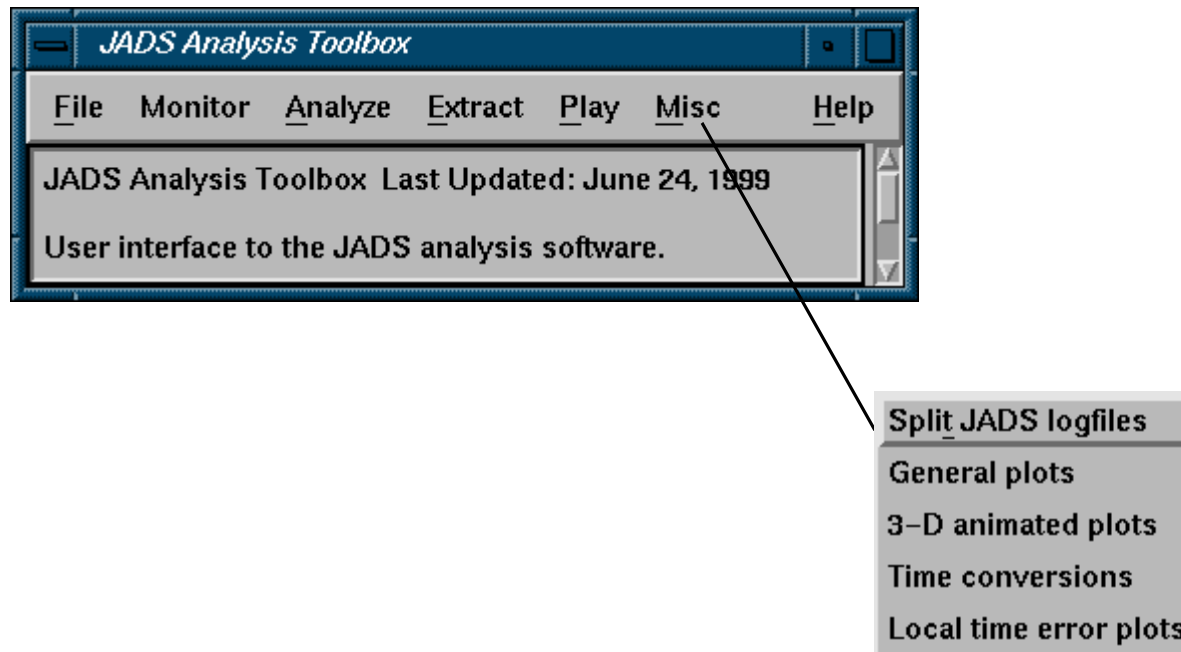 JADS Analysis Toolbox
File Monitor Analyze Extract Play Misc Help
JADS Analysis Toolbox Last Updated: June 24, 1999
User interface to the JADS analysis software.
Split JADS logfiles
General plots
3-D animated plots
Time conversions
Local time error plots